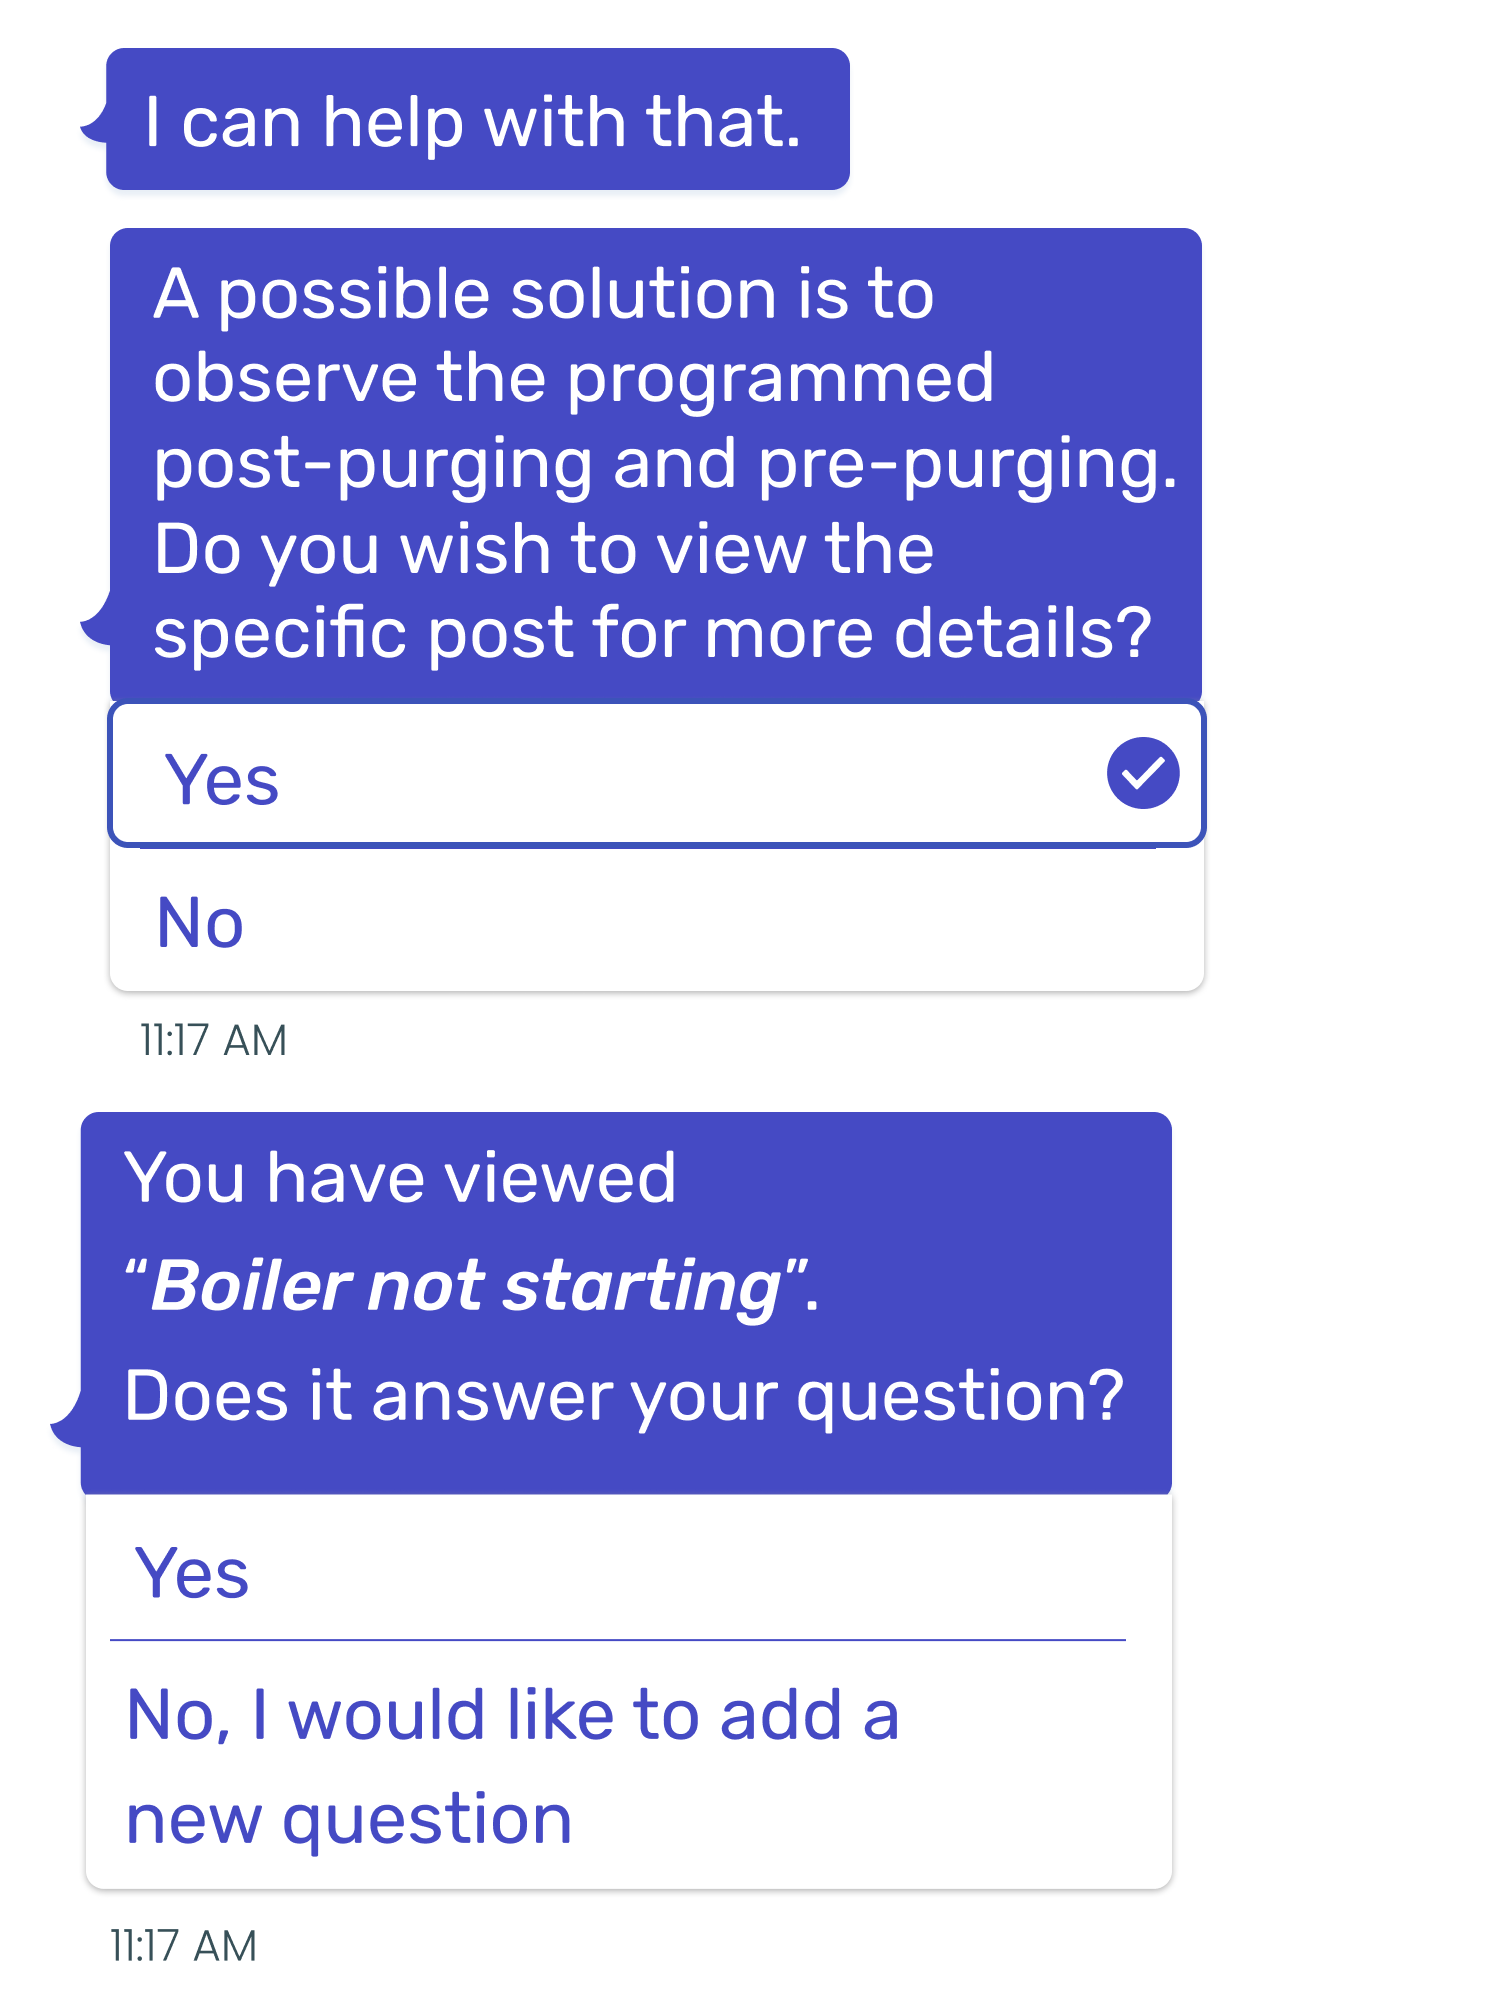 I can help with that.
A possible solution is to
observe the programmed
post-purging and pre-purging.
Do you wish to view the
specific post for more details?
Yes
No
11:17 AM
You have viewed
“Boiler not starting”.
Does it answer your question?
Yes
No, I would like to add a
new question
11:17 AM